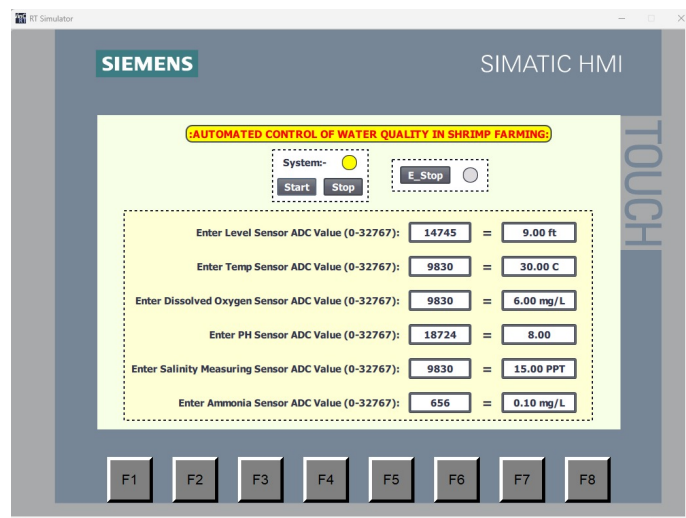 RT Simulator
SIEMENS
SIMATIC HMI
TOUCH
:AUTOMATED CONTROL OF WATER QUALITY IN SHRIMP FARMING:
System:-
Start Stop
E_Stop
Enter Level Sensor ADC Value (0-32767): 14745 = 9.00 ft
Enter Temp Sensor ADC Value (0-32767): 9830 = 30.00 C
Enter Dissolved Oxygen Sensor ADC Value (0-32767): 9830 = 6.00 mg/L
Enter PH Sensor ADC Value (0-32767): 18724 = 8.00
Enter Salinity Measuring Sensor ADC Value (0-32767): 9830 = 15.00 PPT
Enter Ammonia Sensor ADC Value (0-32767): 656 = 0.10 mg/L
F1 F2 F3 F4 F5 F6 F7 F8